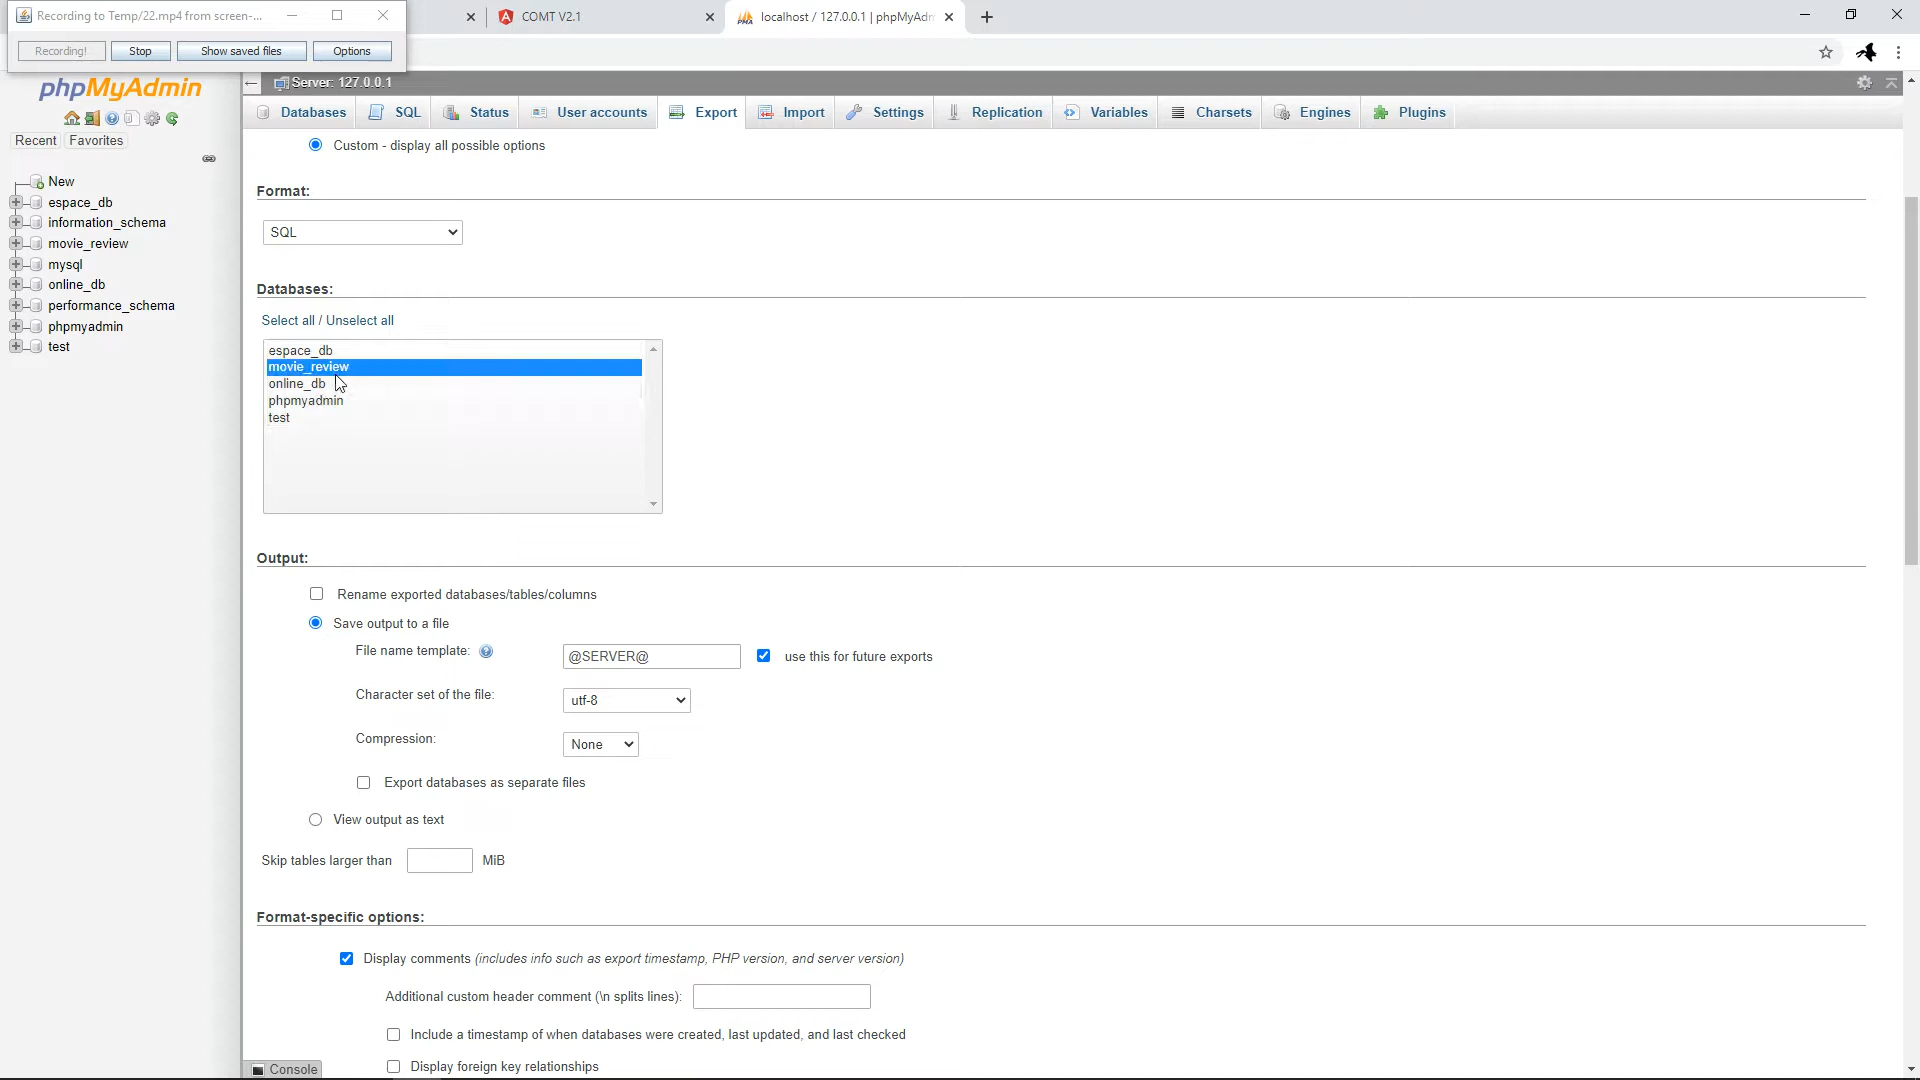 Recording to Temp/22.mp4 from screen-...
COMT V2.1
localhost / 127.0.0.1 | phpMyAdm
Recording!
Stop
Show saved files
Options
phpMyAdmin
Server: 127.0.0.1
Databases
SQL
Status
User accounts
Export
Import
Settings
Replication
Variables
Charsets
Engines
Plugins
Recent
Favorites
New
espace_db
information_schema
movie_review
mysql
online_db
performance_schema
phpmyadmin
test
Custom - display all possible options
Format:
SQL
Databases:
Select all / Unselect all
espace_db
movie_review
online_db
phpmyadmin
test
Output:
Rename exported databases/tables/columns
Save output to a file
File name template:
@SERVER@
use this for future exports
Character set of the file:
utf-8
Compression:
None
Export databases as separate files
View output as text
Skip tables larger than
MiB
Format-specific options:
Display comments (includes info such as export timestamp, PHP version, and server version)
Additional custom header comment (\n splits lines):
Include a timestamp of when databases were created, last updated, and last checked
Display foreign key relationships
Console